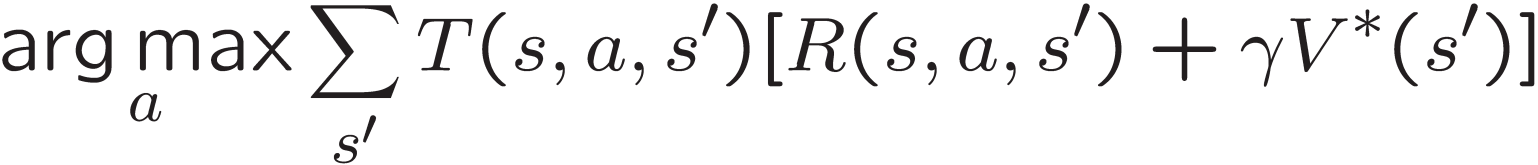 arg max_a ∑_{s′} T(s, a, s′)[R(s, a, s′) + γV*(s′)]